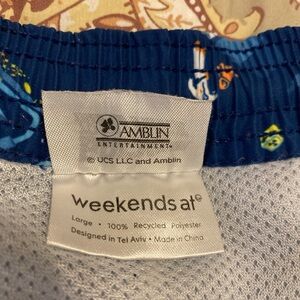 AMBLIN
ENTERTAINMENT
© UCS LLC and Amblin
weekends at
Large • 100% Recycled Polyester
Designed in Tel Aviv • Made in China